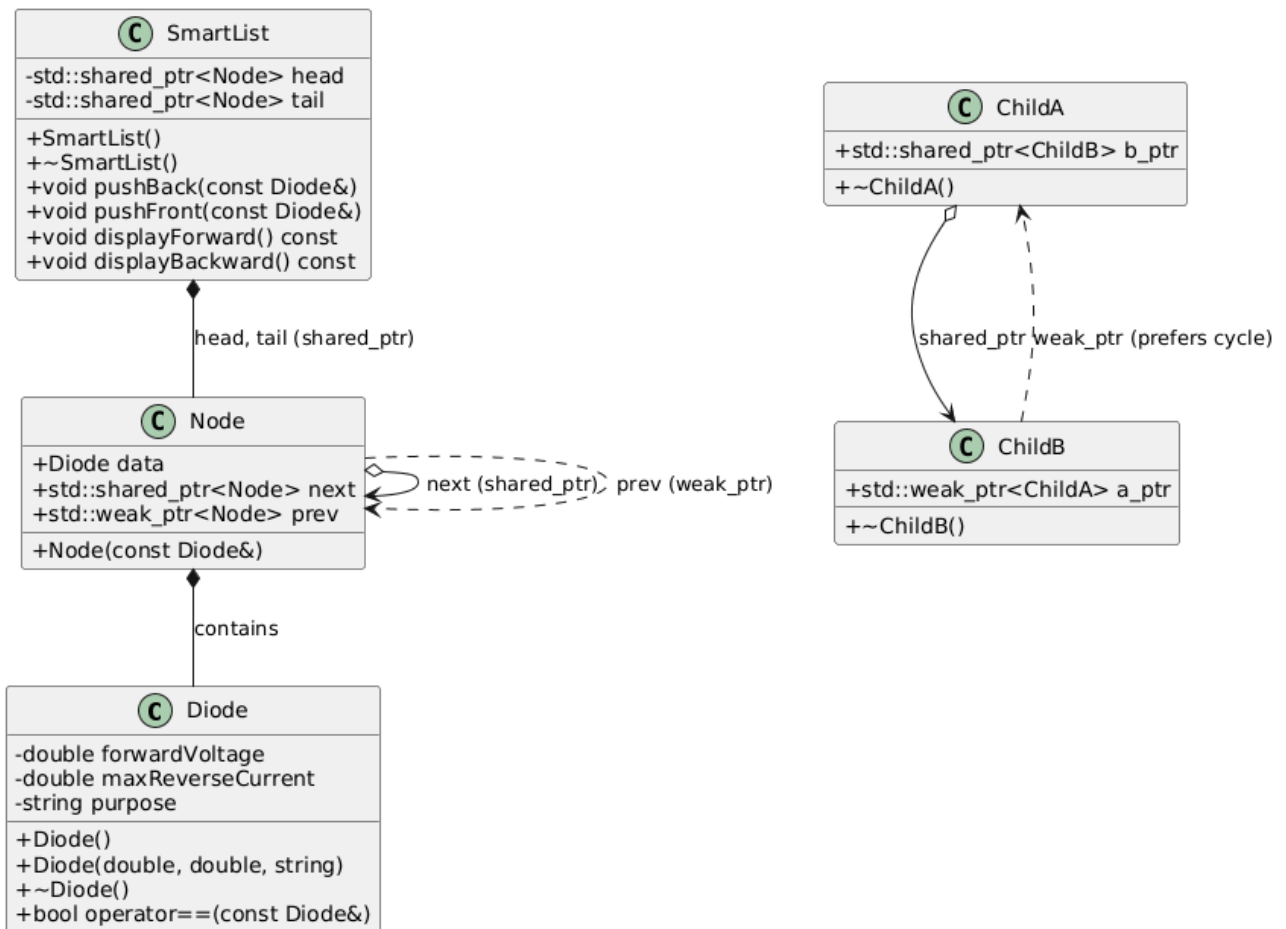 C SmartList
-std::shared_ptr<Node> head
-std::shared_ptr<Node> tail
+SmartList()
+~SmartList()
+void pushBack(const Diode&)
+void pushFront(const Diode&)
+void displayForward() const
+void displayBackward() const
head, tail (shared_ptr)
C Node
+Diode data
+std::shared_ptr<Node> next
+std::weak_ptr<Node> prev
+Node(const Diode&)
next (shared_ptr)
prev (weak_ptr)
contains
C Diode
-double forwardVoltage
-double maxReverseCurrent
-string purpose
+Diode()
+Diode(double, double, string)
+~Diode()
+bool operator==(const Diode&)
C ChildA
+std::shared_ptr<ChildB> b_ptr
+~ChildA()
shared_ptr
weak_ptr (prefers cycle)
C ChildB
+std::weak_ptr<ChildA> a_ptr
+~ChildB()